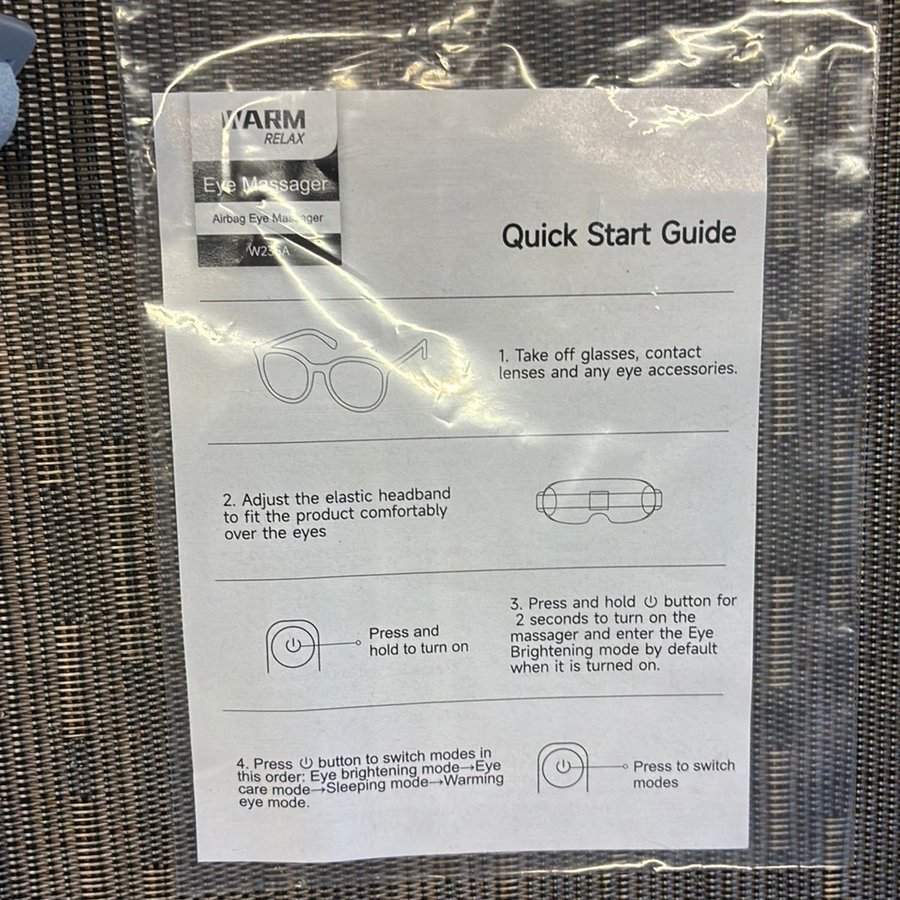 WARM
RELAX
Eye Massager
Airbag Eye Massager
Quick Start Guide
1. Take off glasses, contact
lenses and any eye accessories.
2. Adjust the elastic headband
to fit the product comfortably
over the eyes
Press and
hold to turn on
3. Press and hold ⏻ button for
2 seconds to turn on the
massager and enter the Eye
Brightening mode by default
when it is turned on.
4. Press ⏻ button to switch modes in
this order: Eye brightening mode→Eye
care mode→Sleeping mode→Warming
eye mode.
Press to switch
modes